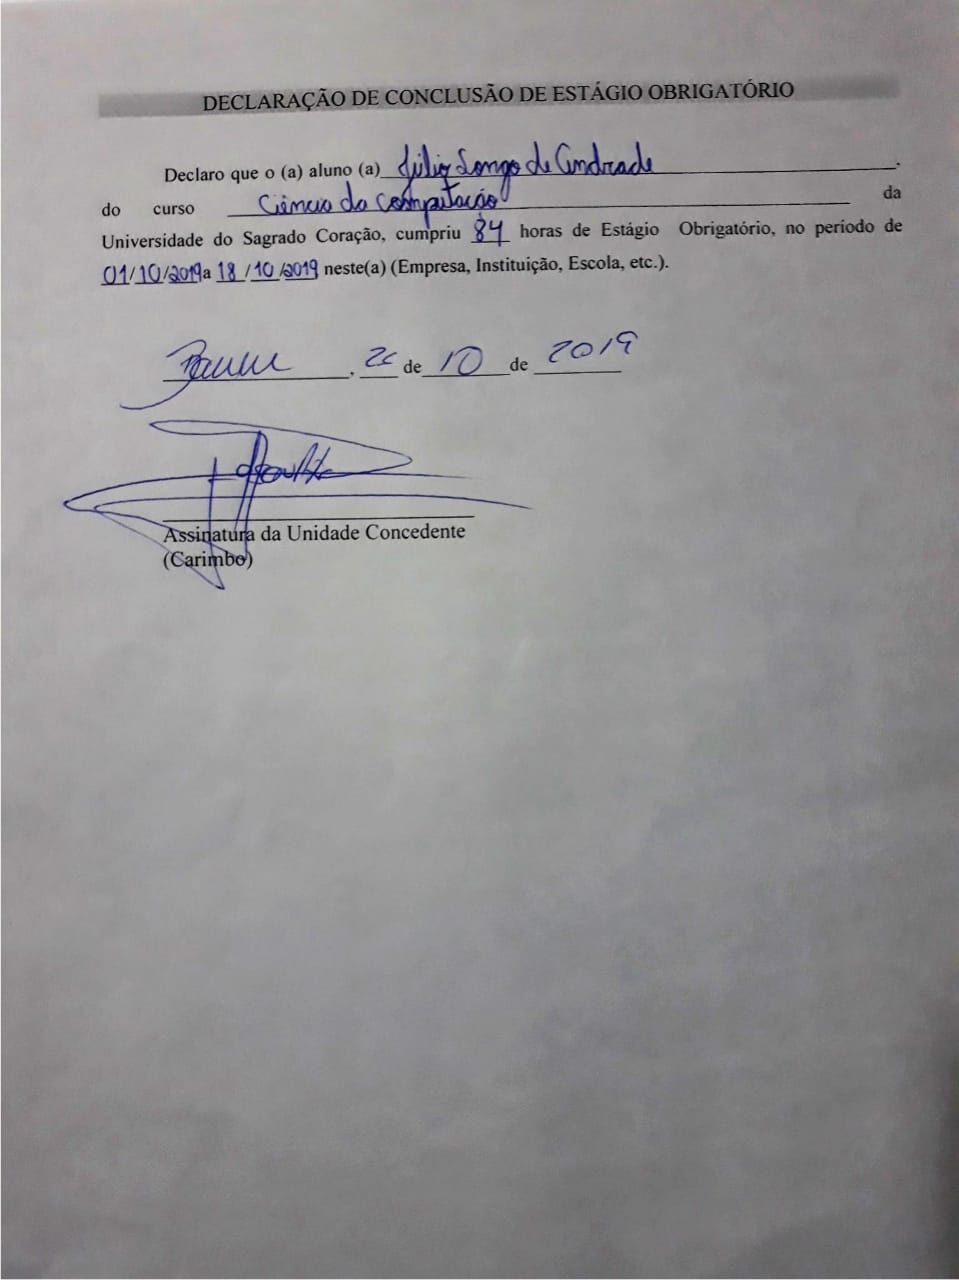 DECLARAÇÃO DE CONCLUSÃO DE ESTÁGIO OBRIGATÓRIO
Declaro que o (a) aluno (a) Júlio Longo de Andrade.
do curso Ciência da Computação da
Universidade do Sagrado Coração, cumpriu 84 horas de Estágio Obrigatório, no período de
01/10/2019 a 18/10/2019 neste(a) (Empresa, Instituição, Escola, etc.).
Bauru, de 10 de 2019
Assinatura da Unidade Concedente
(Carimbo)